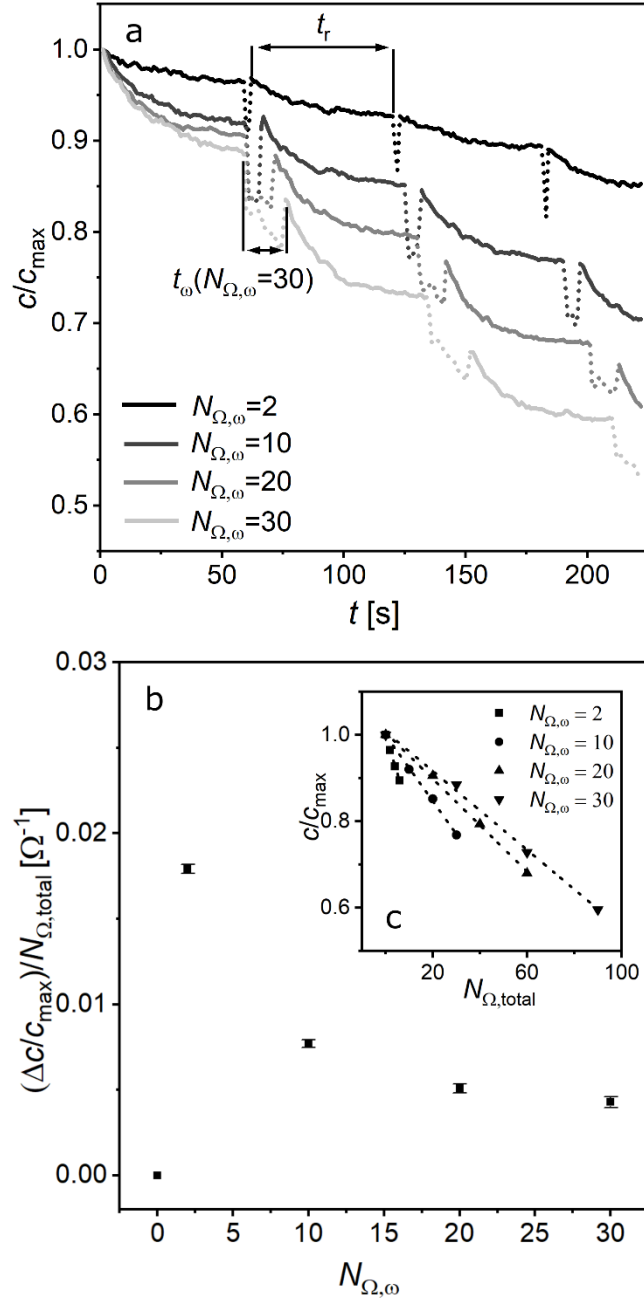 a
t_r
1.0
0.9
0.8
0.7
0.6
0.5
c/c_max
t_ω(N_Ω,ω=30)
N_Ω,ω=2
N_Ω,ω=10
N_Ω,ω=20
N_Ω,ω=30
0 50 100 150 200
t [s]
b
0.03
0.02
0.01
0.00
(Δc/c_max)/N_Ω,total [Ω⁻¹]
N_Ω,ω = 2
N_Ω,ω = 10
N_Ω,ω = 20
N_Ω,ω = 30
1.0
0.8
0.6
c/c_max
c
20 60 100
N_Ω,total
0 5 10 15 20 25 30
N_Ω,ω